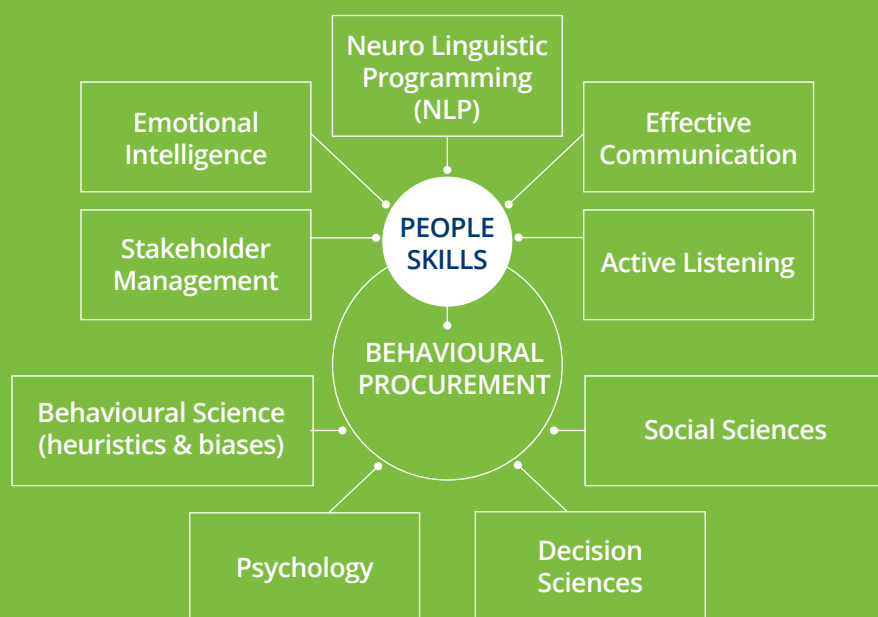 Neuro Linguistic
Programming
(NLP)
Emotional
Intelligence
Effective
Communication
PEOPLE
SKILLS
Stakeholder
Management
Active Listening
BEHAVIOURAL
PROCUREMENT
Behavioural Science
(heuristics & biases)
Social Sciences
Psychology
Decision
Sciences